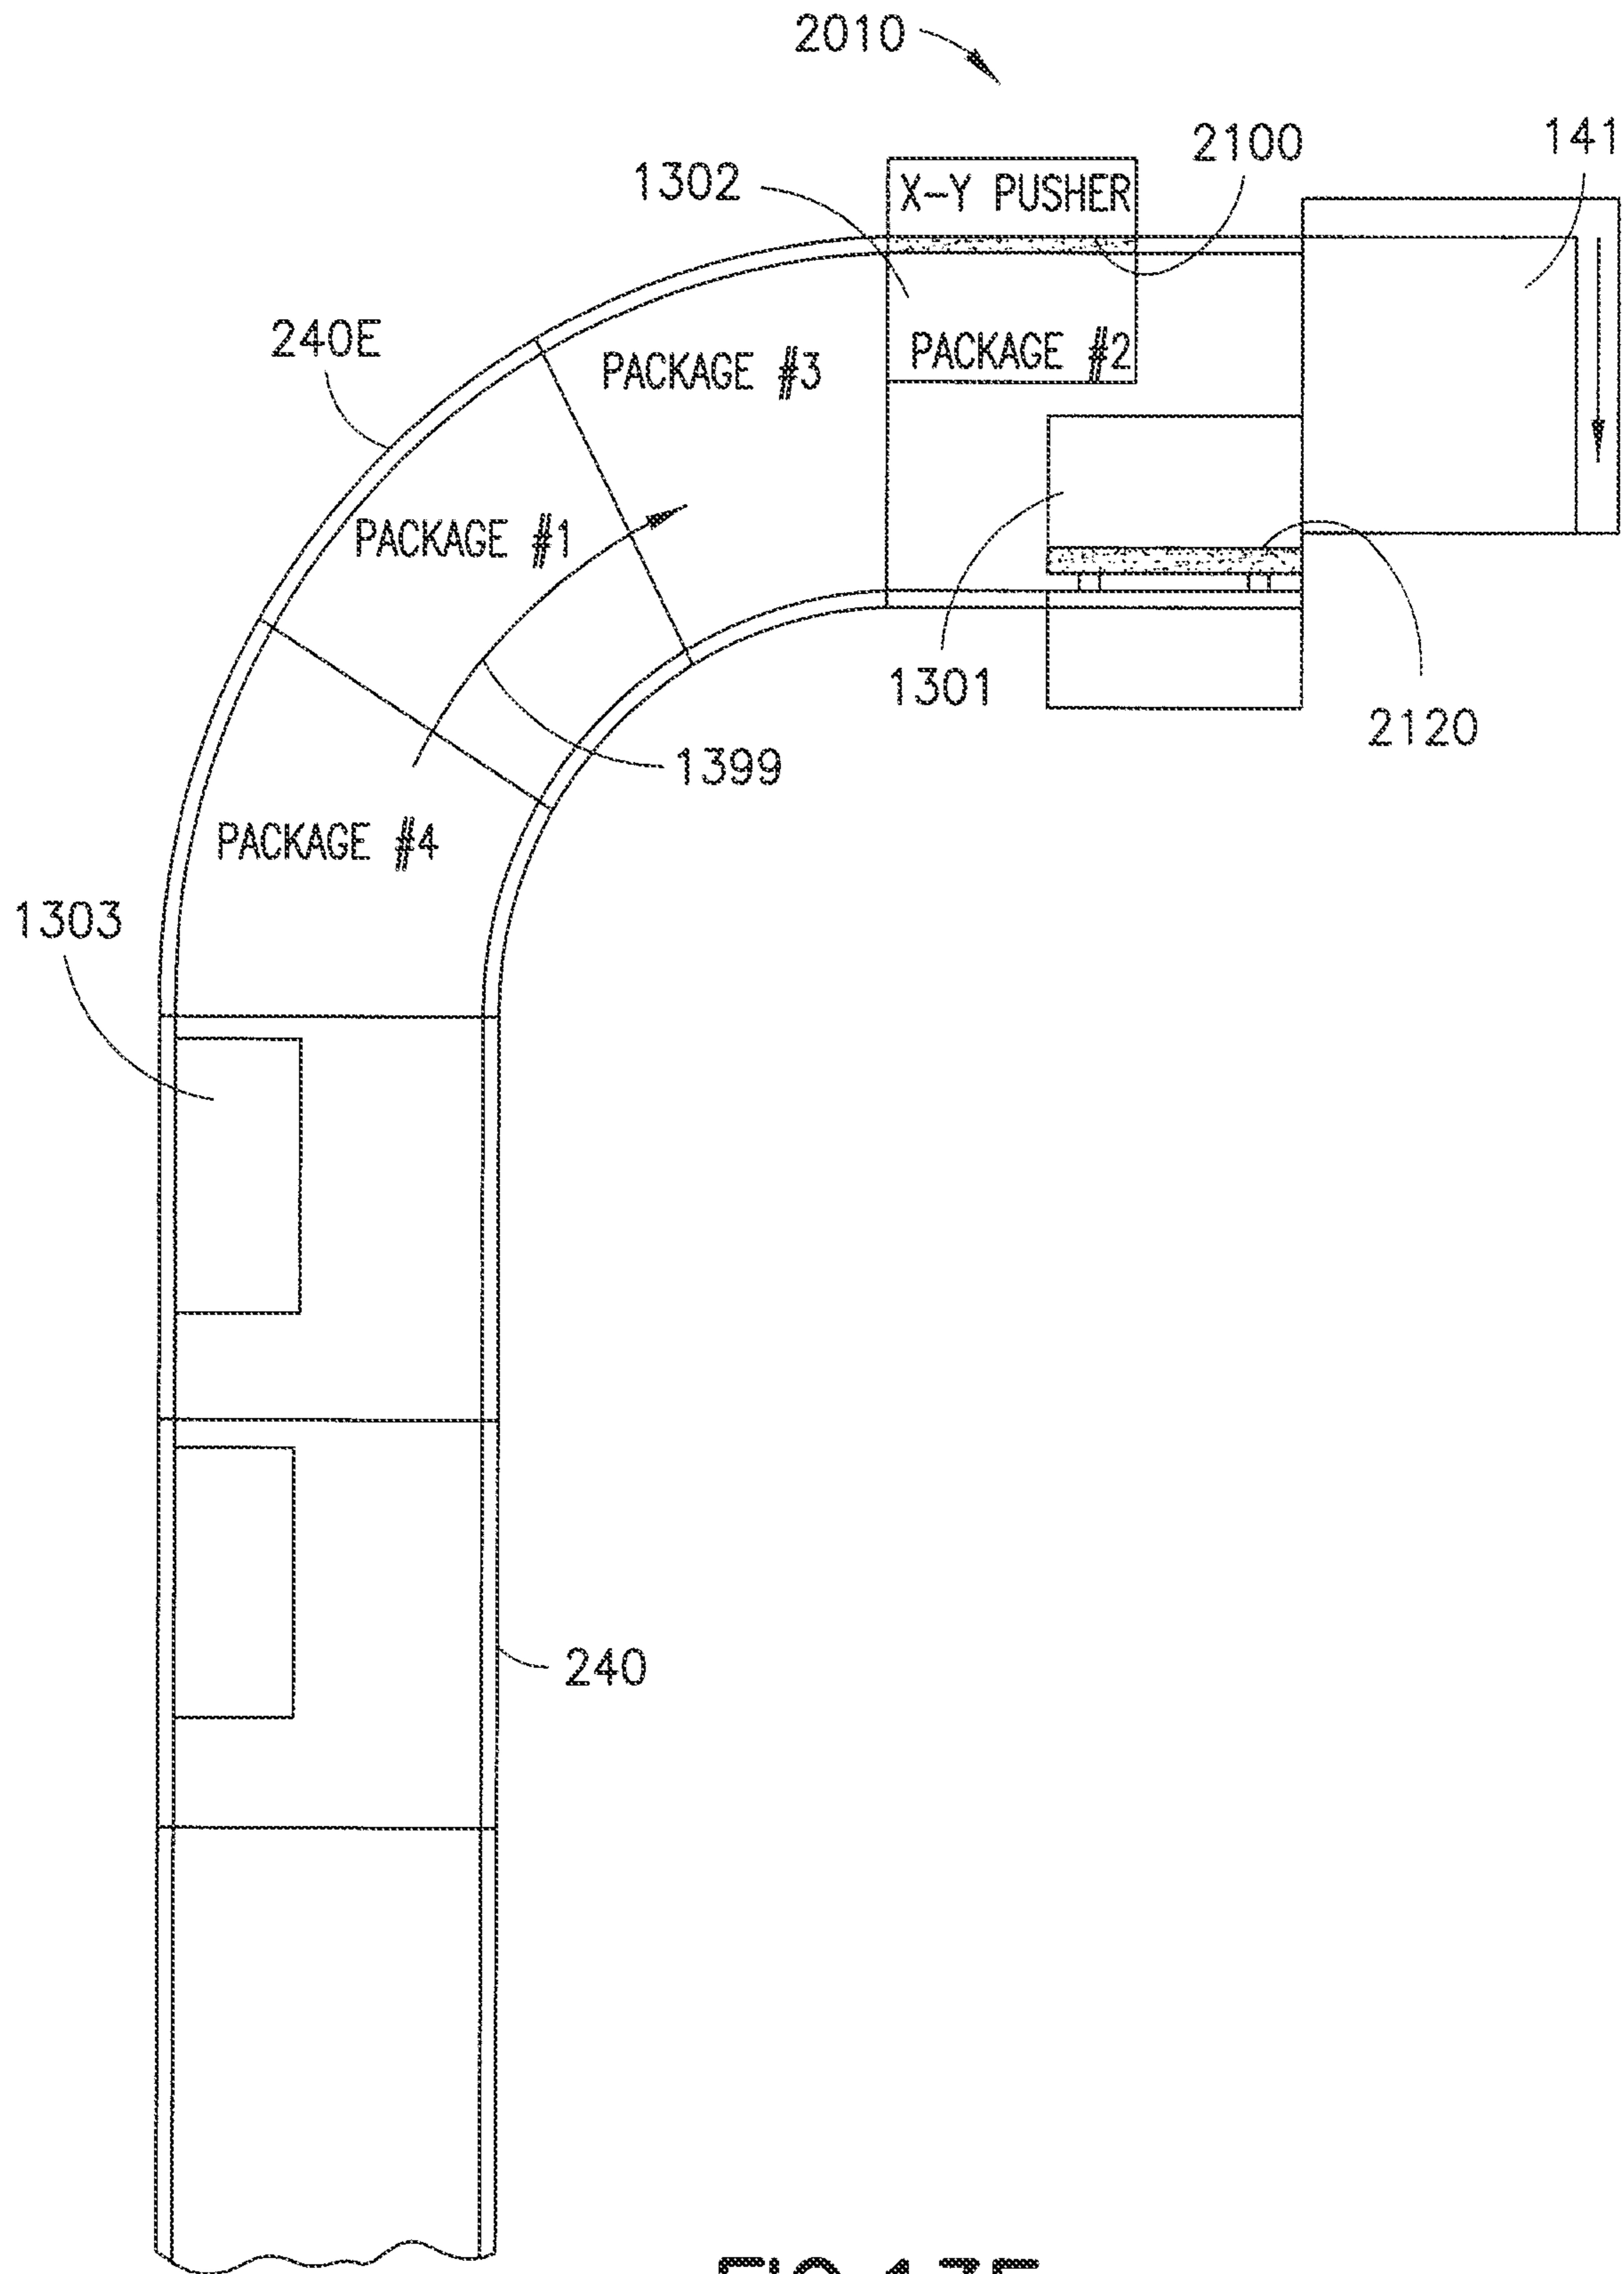 2010
2100
141
1302
X-Y PUSHER
240E
PACKAGE #3
PACKAGE #2
PACKAGE #1
1301
2120
1399
PACKAGE #4
1303
240